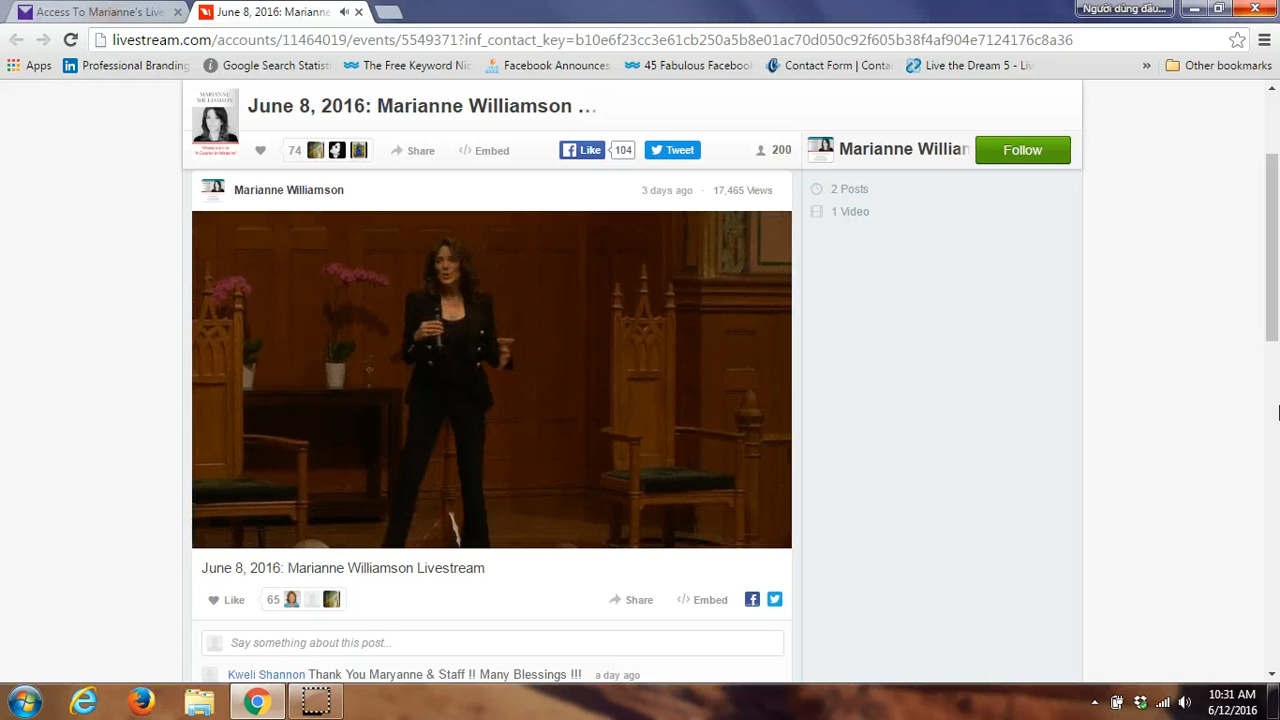 Access To Marianne's Live
June 8, 2016: Marianne
Người dùng đầu...
livestream.com/accounts/11464019/events/5549371?inf_contact_key=b10e6f23cc3e61cb250a5b8e01ac70d050c92f605b38f4af904e7124176c8a36
Apps Professional Branding Google Search Statisti The Free Keyword Nic Facebook Announces 45 Fabulous Facebook Contact Form | Conta Live the Dream 5 - Liv » Other bookmarks
MARIANNE
WILLIAMSON
June 8, 2016: Marianne Williamson ...
74 Share Embed Like 104 Tweet 200
Marianne Willian
Follow
Marianne Williamson 3 days ago · 17,465 Views
2 Posts
1 Video
June 8, 2016: Marianne Williamson Livestream
Like 65 Share Embed
Say something about this post...
Kweli Shannon Thank You Maryanne & Staff !! Many Blessings !!! a day ago
10:31 AM
6/12/2016